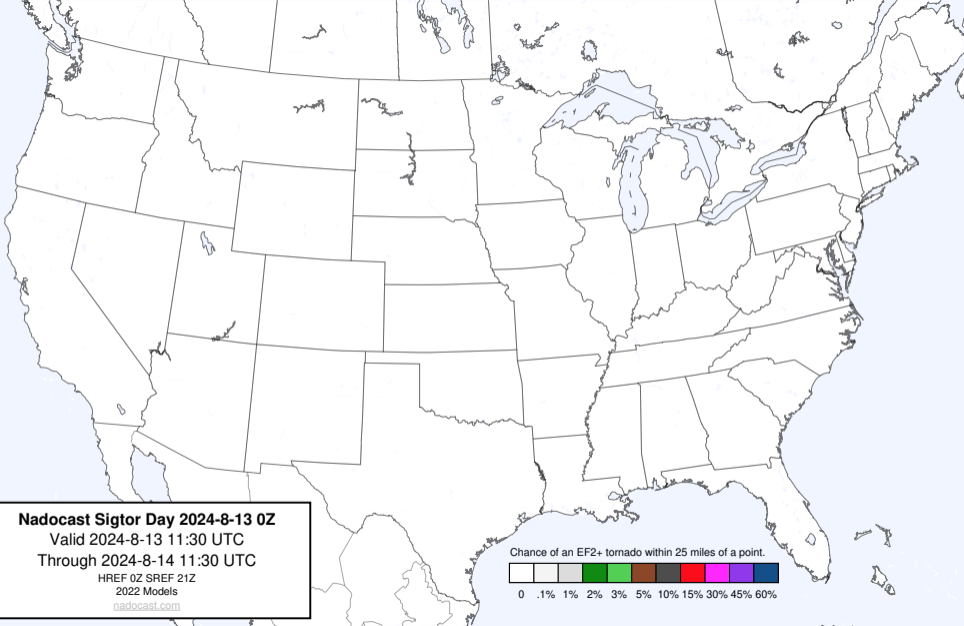 Nadocast Sigtor Day 2024-8-13 0Z
Valid 2024-8-13 11:30 UTC
Through 2024-8-14 11:30 UTC
HREF 0Z SREF 21Z
2022 Models
nadocast.com
Chance of an EF2+ tornado within 25 miles of a point.
0 .1% 1% 2% 3% 5% 10% 15% 30% 45% 60%